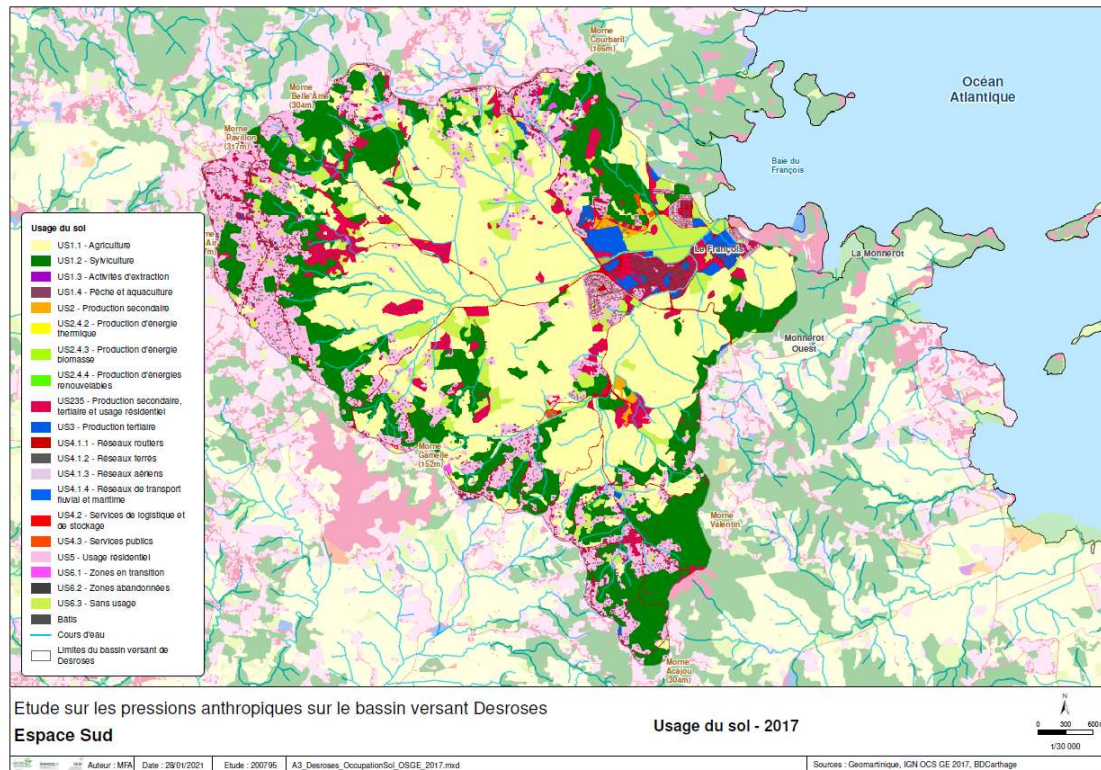 Morne
Courbaril
(186m)
Océan
Atlantique
Morne
Belle'Ame
(304m)
Morne
Pavillon
(317m)
Baie du
François
Le François
La Monnérot
Monnérot
Ouest
Morne
Gamelle
(152m)
Morne
Valentin
Morne
Acajou
(304m)
Usage du sol
US1.1 - Agriculture
US1.2 - Sylviculture
US1.3 - Activités d'extraction
US1.4 - Pêche et aquaculture
US2 - Production secondaire
US2.4.2 - Production d'énergie
thermique
US2.4.3 - Production d'énergie
biomasse
US2.4.4 - Production d'énergies
renouvelables
US235 - Production secondaire,
tertiaire et usage résidentiel
US3 - Production tertiaire
US4.1.1 - Réseaux routiers
US4.1.2 - Réseaux ferrés
US4.1.3 - Réseaux aériens
US4.1.4 - Réseaux de transport
fluvial et maritime
US4.2 - Services de logistique et
de stockage
US4.3 - Services publics
US5 - Usage résidentiel
US6.1 - Zones en transition
US6.2 - Zones abandonnées
US6.3 - Sans usage
Bâtis
Cours d'eau
Limites du bassin versant de
Desroses
Etude sur les pressions anthropiques sur le bassin versant Desroses
Espace Sud
Usage du sol - 2017
N
0 300 600 m
1/30 000
Auteur : MFA Date : 28/01/2021 Etude : 200795 A3_Desroses_OccupationSol_OSGE_2017.mxd Sources : Geomartinique, IGN OCS GE 2017, BDCarthage